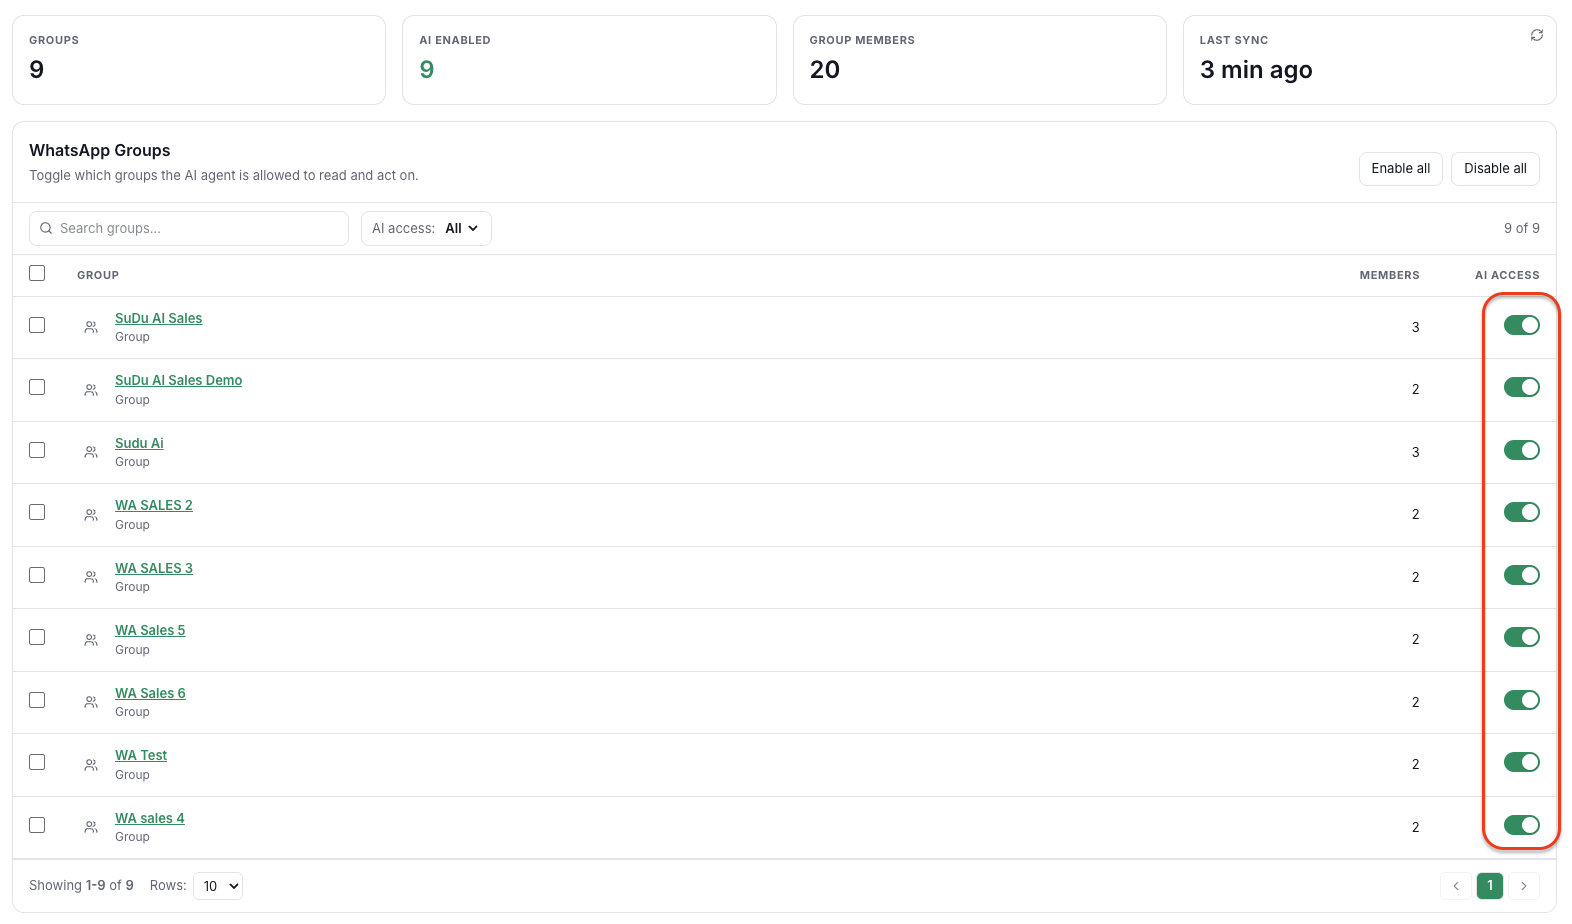 GROUPS
9
AI ENABLED
9
GROUP MEMBERS
20
LAST SYNC
3 min ago
WhatsApp Groups
Toggle which groups the AI agent is allowed to read and act on.
Enable all
Disable all
Search groups...
AI access: All
9 of 9
GROUP MEMBERS AI ACCESS
SuDu AI Sales
Group
3
SuDu AI Sales Demo
Group
2
Sudu Ai
Group
3
WA SALES 2
Group
2
WA SALES 3
Group
2
WA Sales 5
Group
2
WA Sales 6
Group
2
WA Test
Group
2
WA sales 4
Group
2
Showing 1-9 of 9 Rows: 10
1